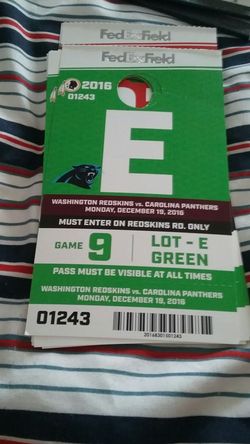 FedExField
FedExField
2016
01243
E
WASHINGTON REDSKINS vs. CAROLINA PANTHERS
MONDAY, DECEMBER 19, 2016
MUST ENTER ON REDSKINS RD. ONLY
GAME 9 LOT - E
GREEN
PASS MUST BE VISIBLE AT ALL TIMES
WASHINGTON REDSKINS vs. CAROLINA PANTHERS
MONDAY, DECEMBER 19, 2016
01243
20168301E01243